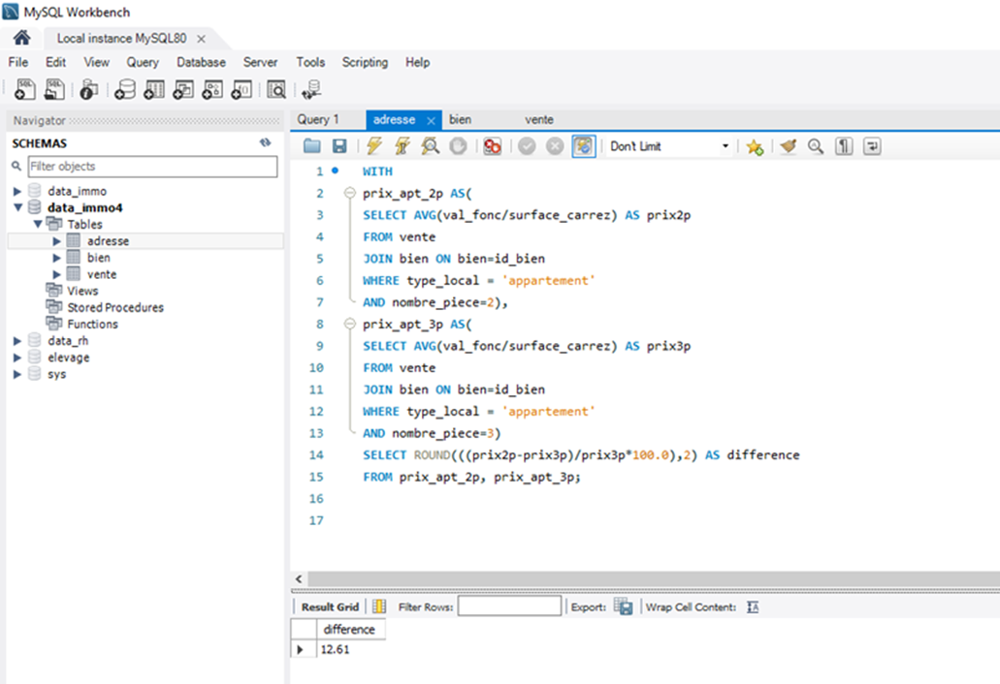 MySQL Workbench
Local instance MySQL80
File Edit View Query Database Server Tools Scripting Help
Navigator
SCHEMAS
Filter objects
data_immo
data_immo4
Tables
adresse
bien
vente
Views
Stored Procedures
Functions
data_rh
elevage
sys
Query 1 adresse bien vente
Don't Limit
1 WITH
2 prix_apt_2p AS(
3 SELECT AVG(val_fonc/surface_carrez) AS prix2p
4 FROM vente
5 JOIN bien ON bien=id_bien
6 WHERE type_local = 'appartement'
7 AND nombre_piece=2),
8 prix_apt_3p AS(
9 SELECT AVG(val_fonc/surface_carrez) AS prix3p
10 FROM vente
11 JOIN bien ON bien=id_bien
12 WHERE type_local = 'appartement'
13 AND nombre_piece=3)
14 SELECT ROUND(((prix2p-prix3p)/prix3p*100.0),2) AS difference
15 FROM prix_apt_2p, prix_apt_3p;
16
17
Result Grid Filter Rows: Export: Wrap Cell Content:
difference
12.61